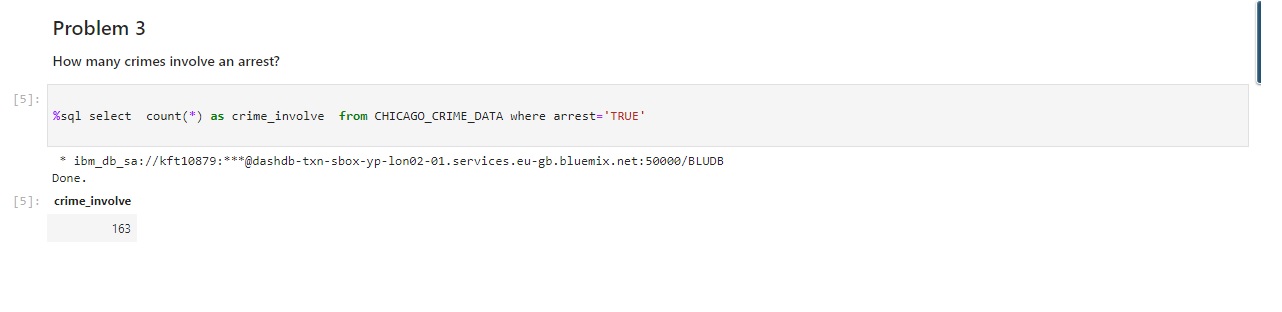 Problem 3
How many crimes involve an arrest?
[5]:
%sql select  count(*) as crime_involve  from CHICAGO_CRIME_DATA where arrest='TRUE'
* ibm_db_sa://kft10879:***@dashdb-txn-sbox-yp-lon02-01.services.eu-gb.bluemix.net:50000/BLUDB
Done.
[5]: crime_involve
163